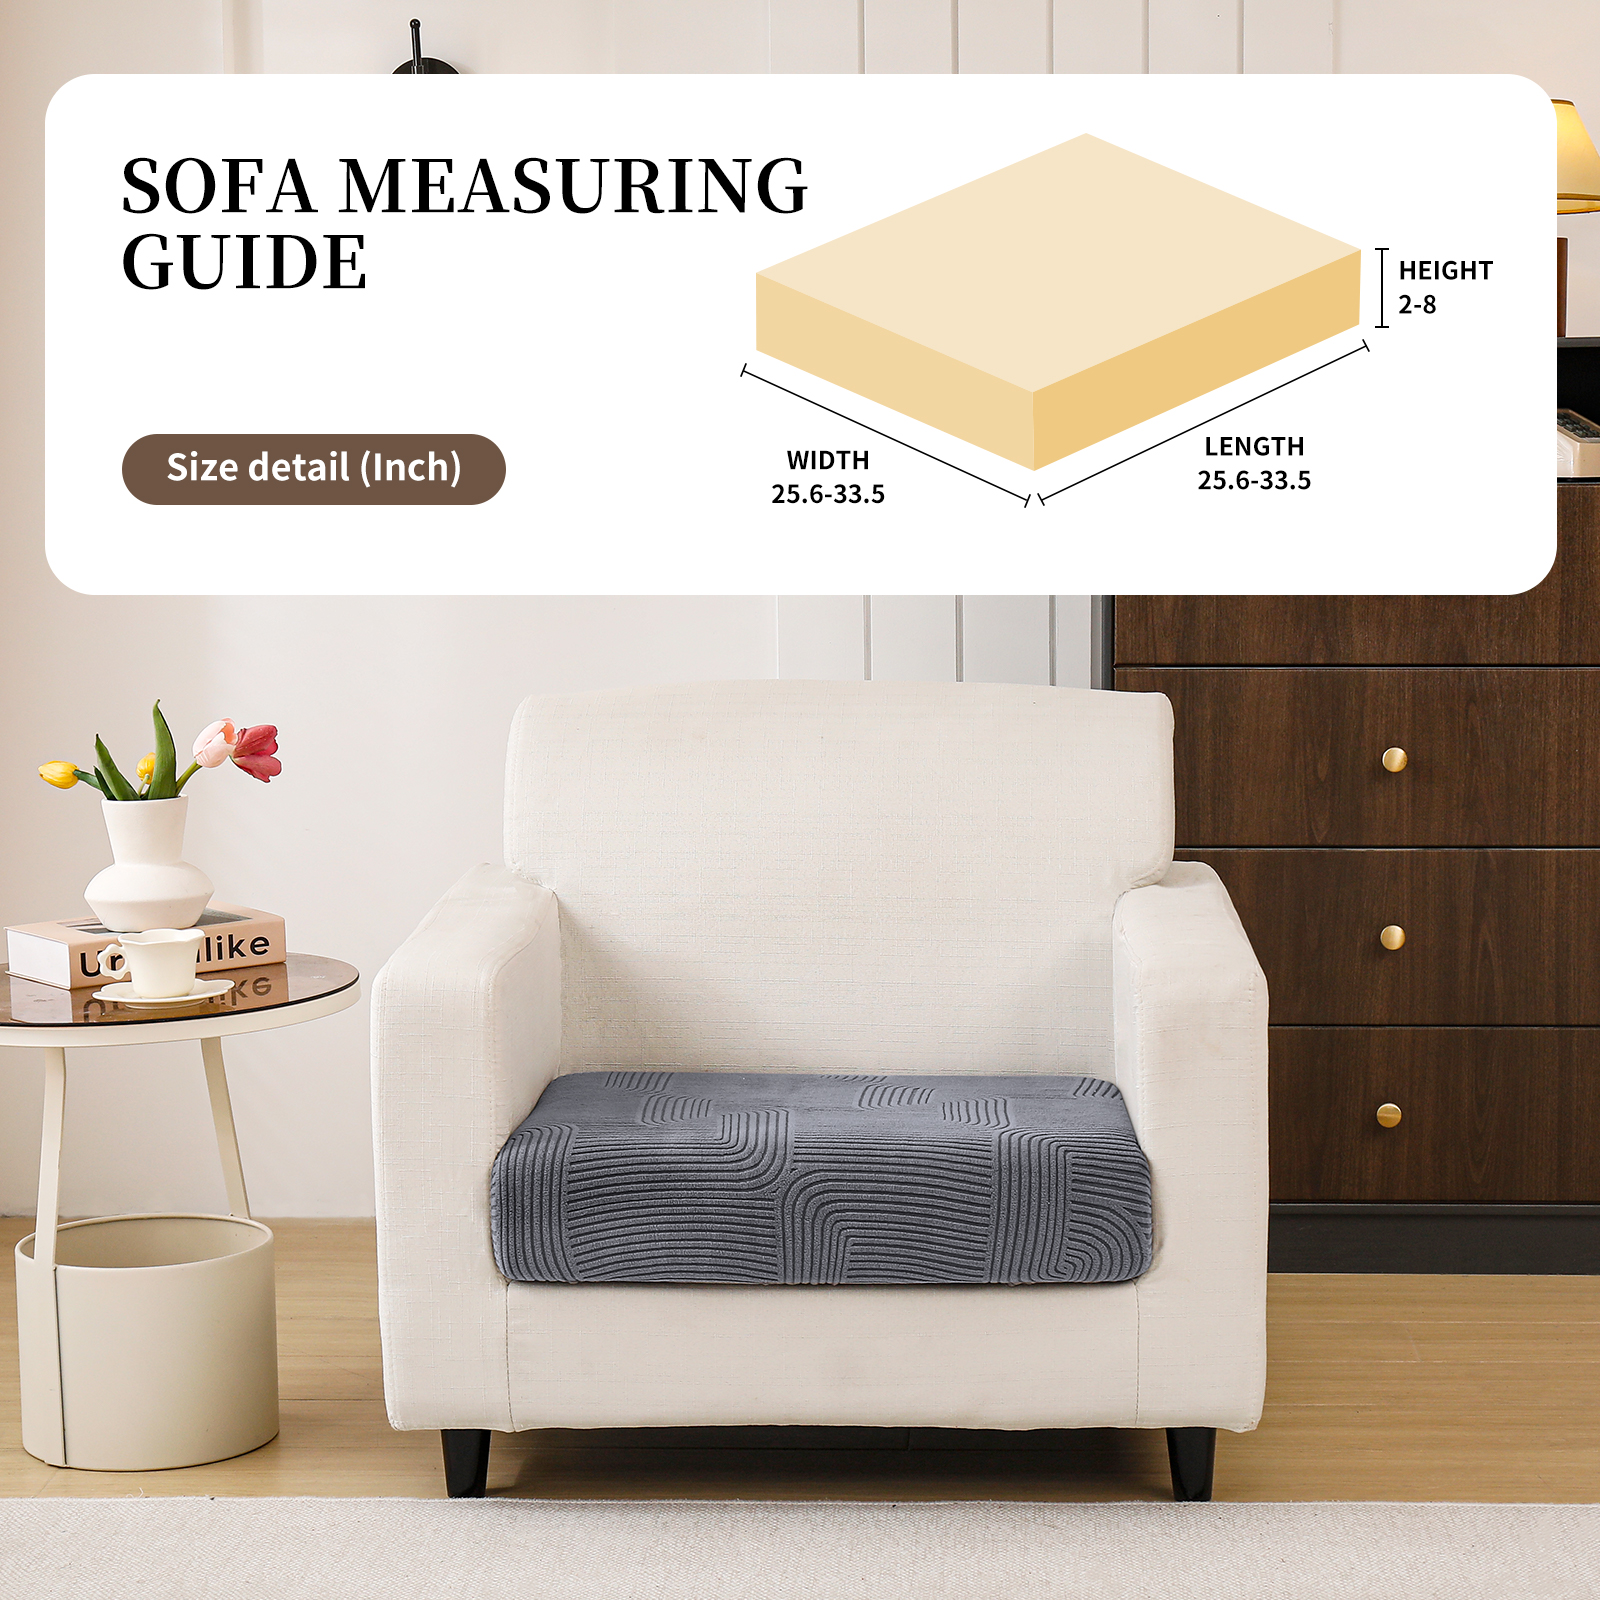 SOFA MEASURING
GUIDE
Size detail (Inch)
HEIGHT
2-8
WIDTH
25.6-33.5
LENGTH
25.6-33.5